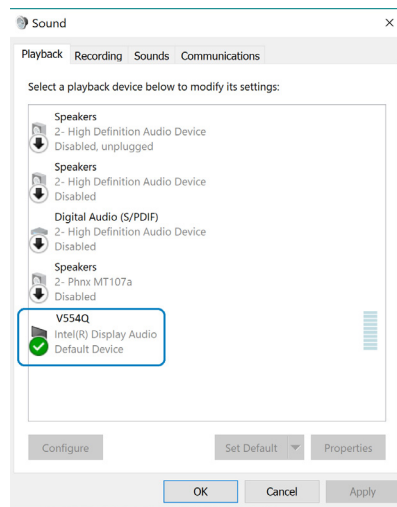 Sound
Playback Recording Sounds Communications
Select a playback device below to modify its settings:
Speakers
2- High Definition Audio Device
Disabled, unplugged
Speakers
2- High Definition Audio Device
Disabled
Digital Audio (S/PDIF)
2- High Definition Audio Device
Disabled
Speakers
2- Phnx MT107a
Disabled
V554Q
Intel(R) Display Audio
Default Device
Configure Set Default Properties
OK Cancel Apply